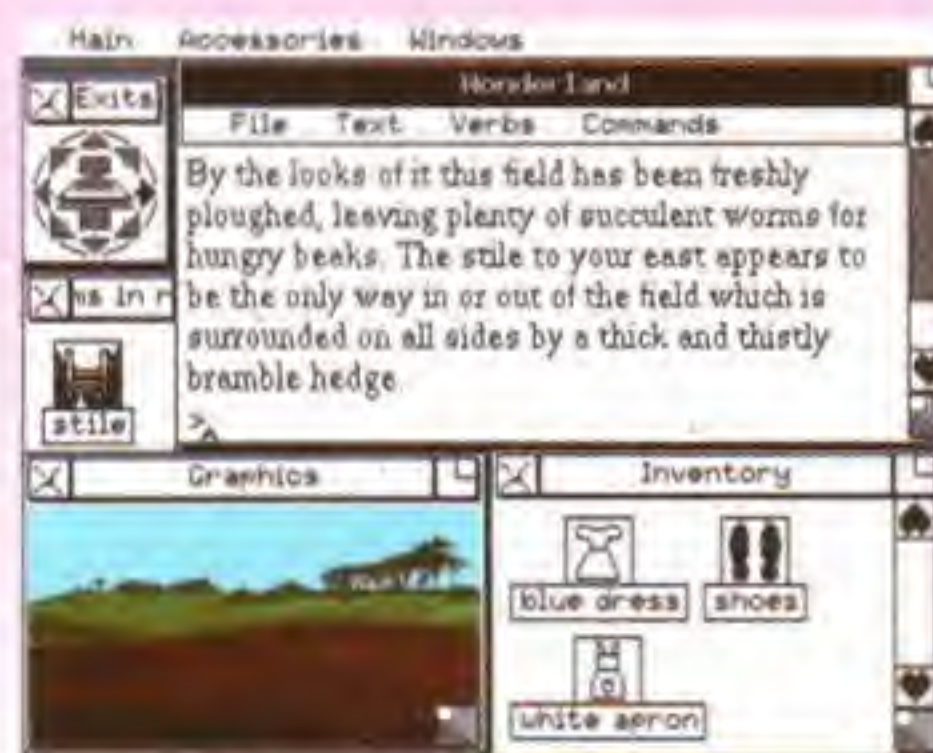 Main Accessories Windows
Exits
Wonderland
File Text Verbs Commands
By the looks of it this field has been freshly
ploughed, leaving plenty of succulent worms for
hungry beaks. The stile to your east appears to
be the only way in or out of the field which is
surrounded on all sides by a thick and thistly
bramble hedge.
>
ms in r
stile
Graphics
Inventory
blue dress
shoes
white apron